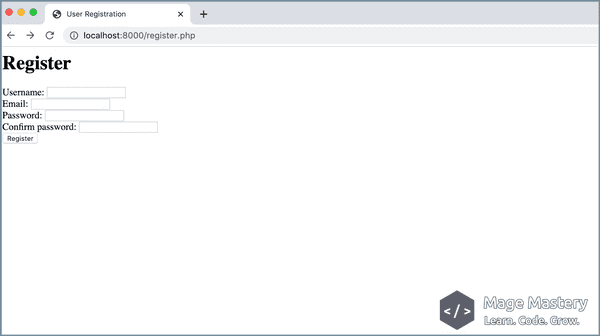 User Registration
localhost:8000/register.php
Register
Username:
Email:
Password:
Confirm password:
Register
</>
Mage Mastery
Learn. Code. Grow.